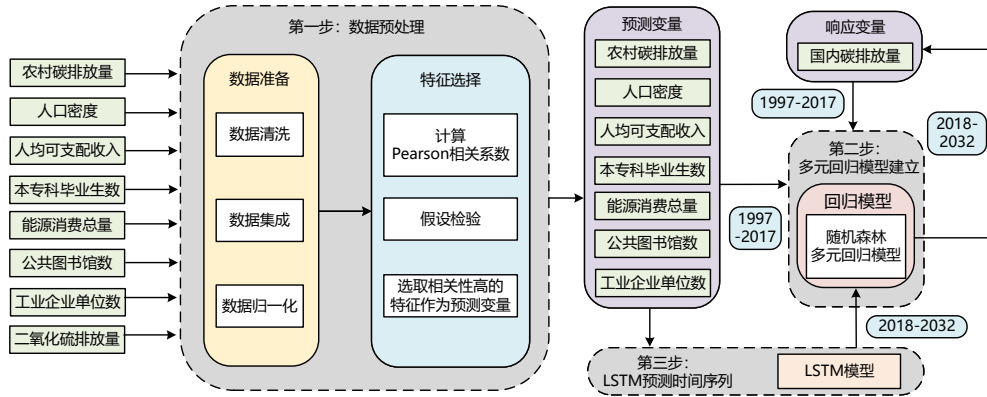 农村碳排放量
人口密度
人均可支配收入
本专科毕业生数
能源消费总量
公共图书馆数
工业企业单位数
二氧化硫排放量
第一步：数据预处理
数据准备
数据清洗
数据集成
数据归一化
特征选择
计算
Pearson相关系数
假设检验
选取相关性高的
特征作为预测变量
预测变量
农村碳排放量
人口密度
人均可支配收入
本专科毕业生数
能源消费总量
公共图书馆数
工业企业单位数
响应变量
国内碳排放量
1997-2017
2018-
2032
第二步：
多元回归模型建立
回归模型
随机森林
多元回归模型
1997
-2017
2018-2032
第三步：
LSTM预测时间序列
LSTM模型